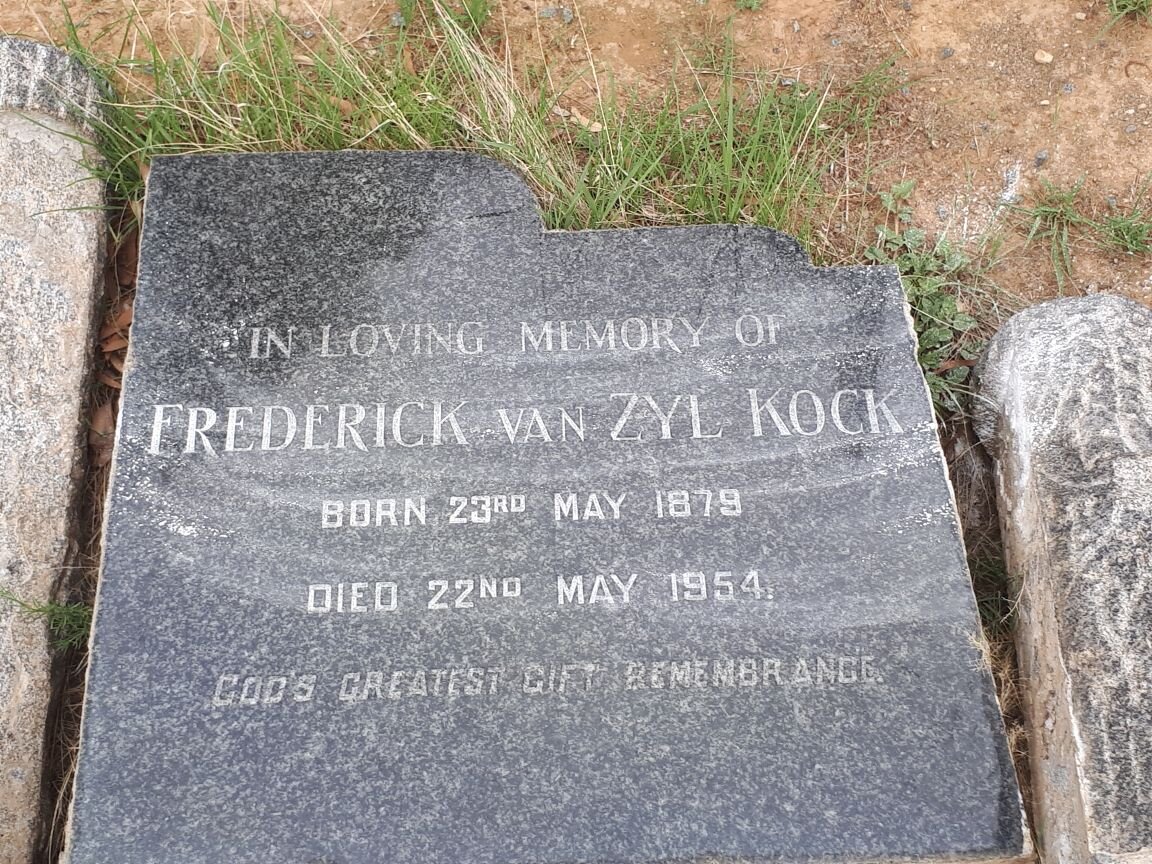 IN LOVING MEMORY OF
FREDERICK VAN ZYL KOCK
BORN 23RD MAY 1879
DIED 22ND MAY 1954.
GOD'S GREATEST GIFT REMEMBRANCE.